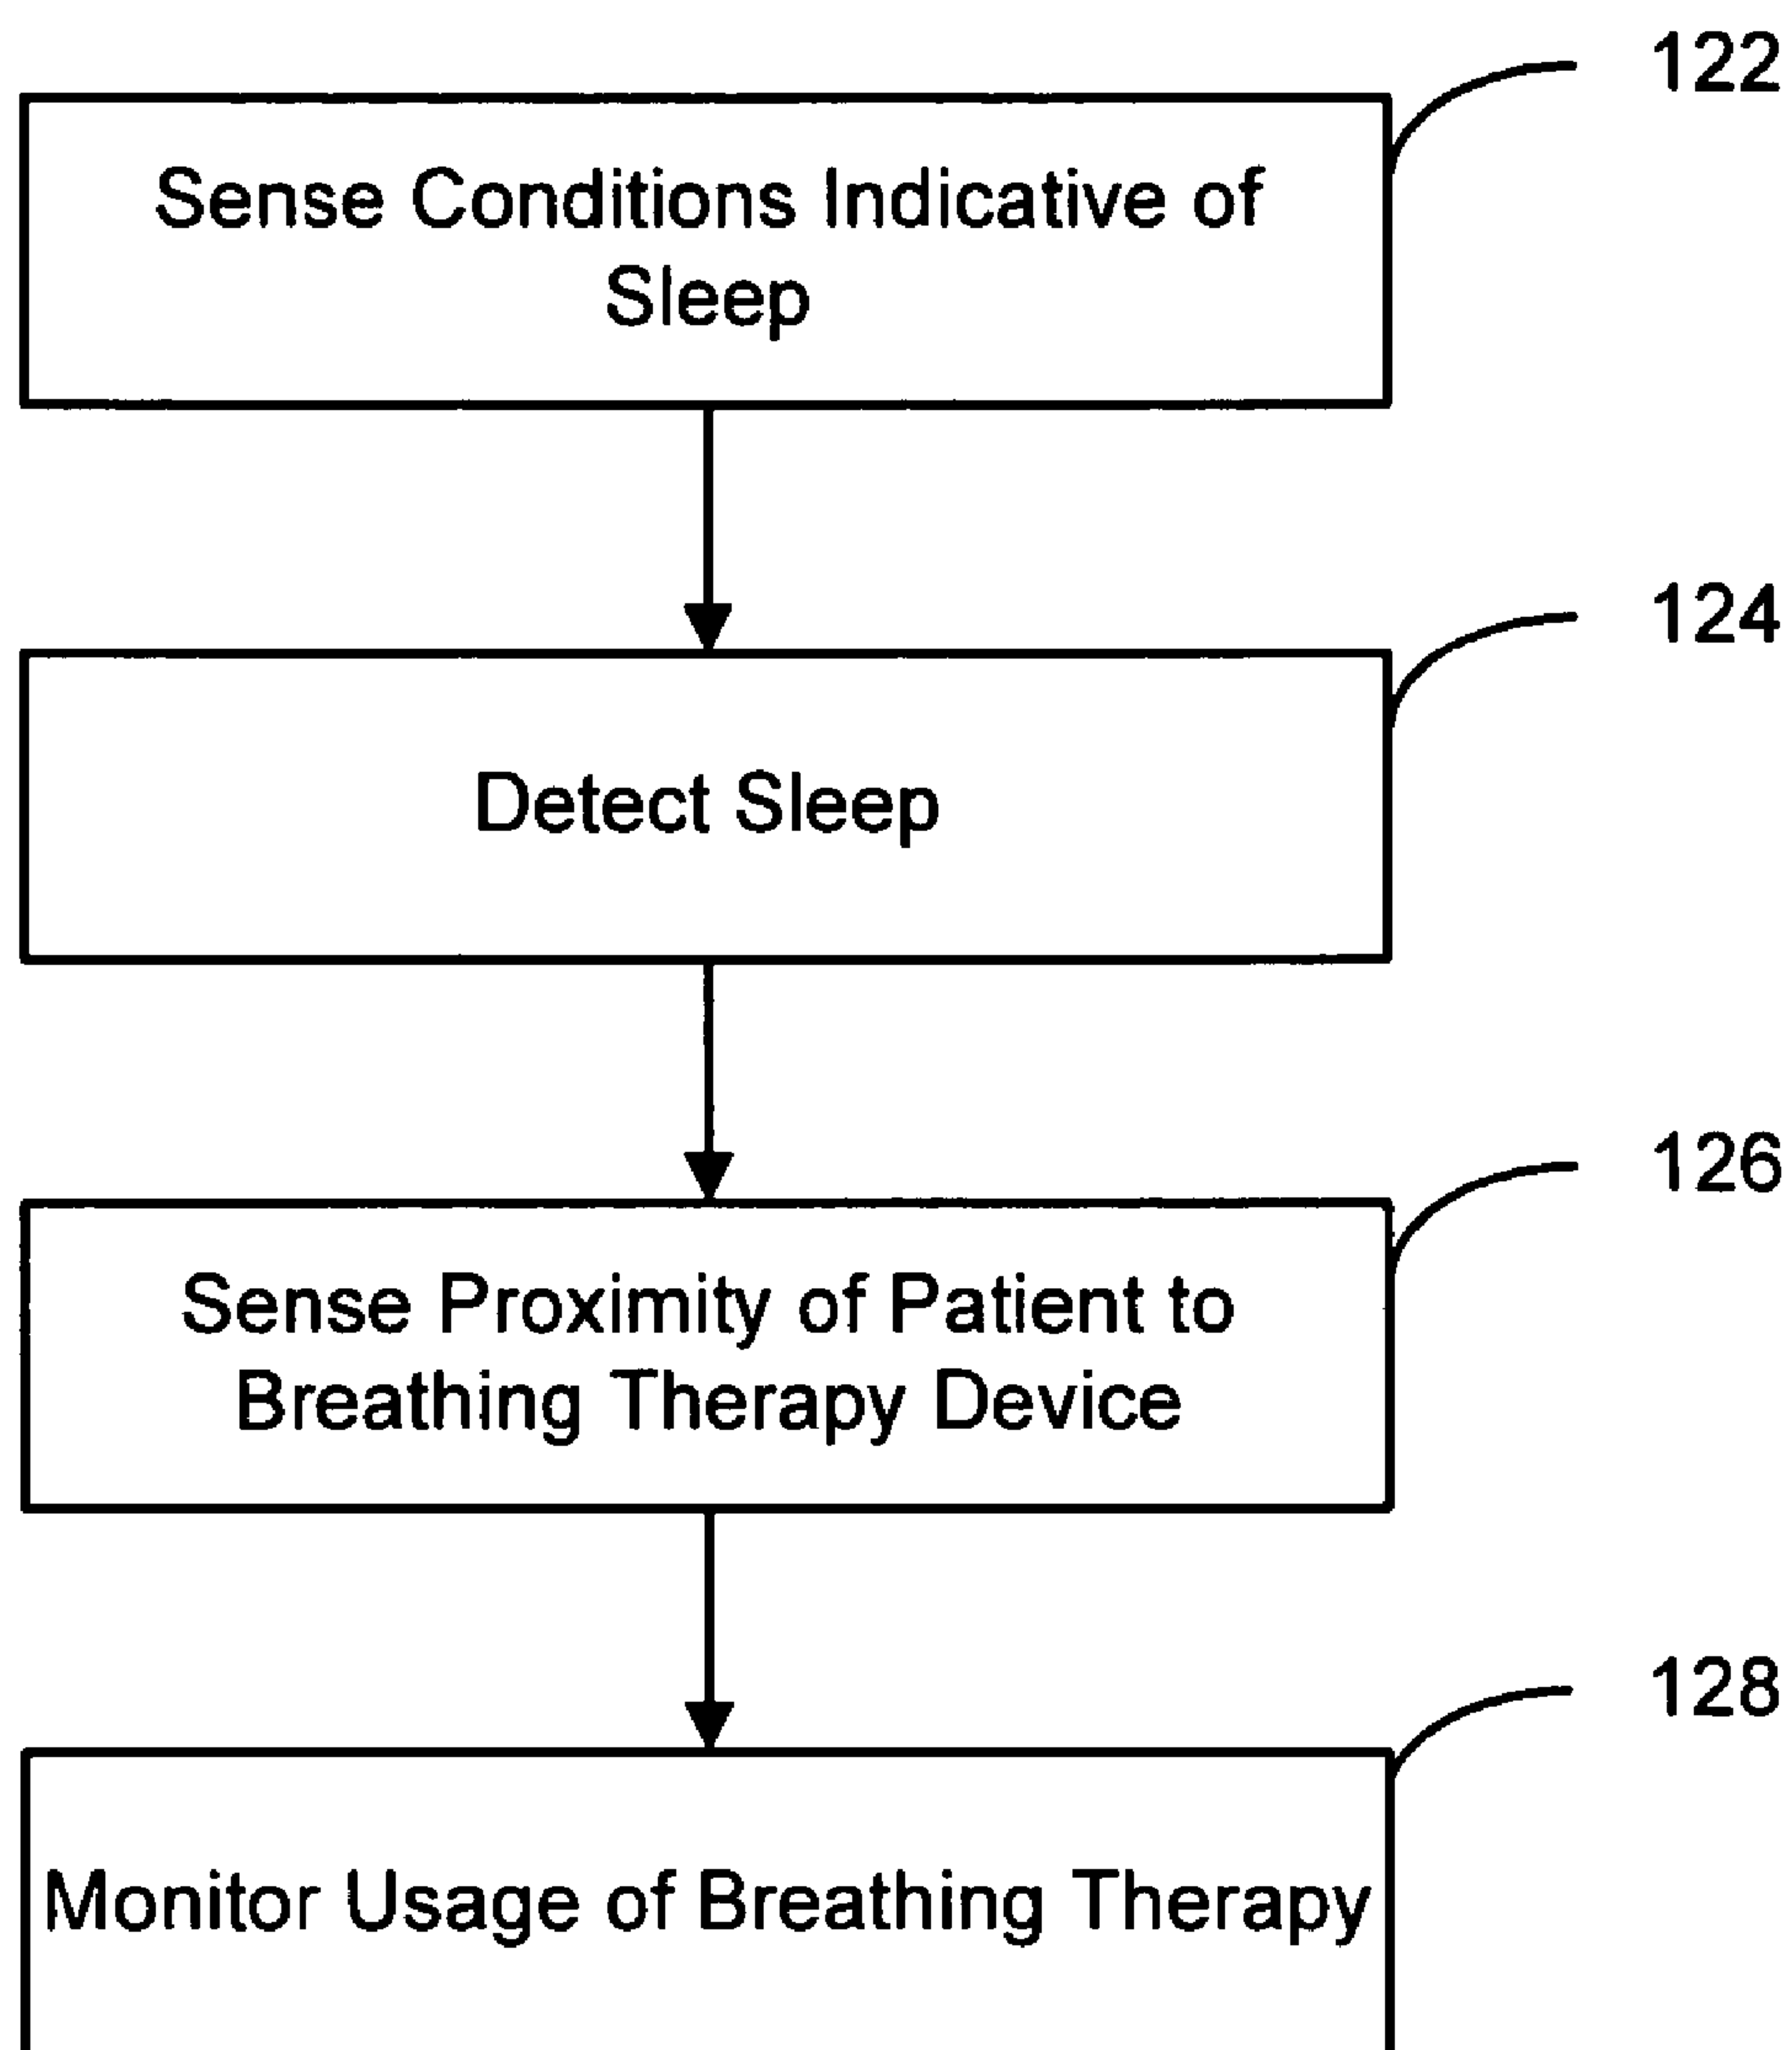 122
Sense Conditions Indicative of
Sleep
124
Detect Sleep
126
Sense Proximity of Patient to
Breathing Therapy Device
128
Monitor Usage of Breathing Therapy